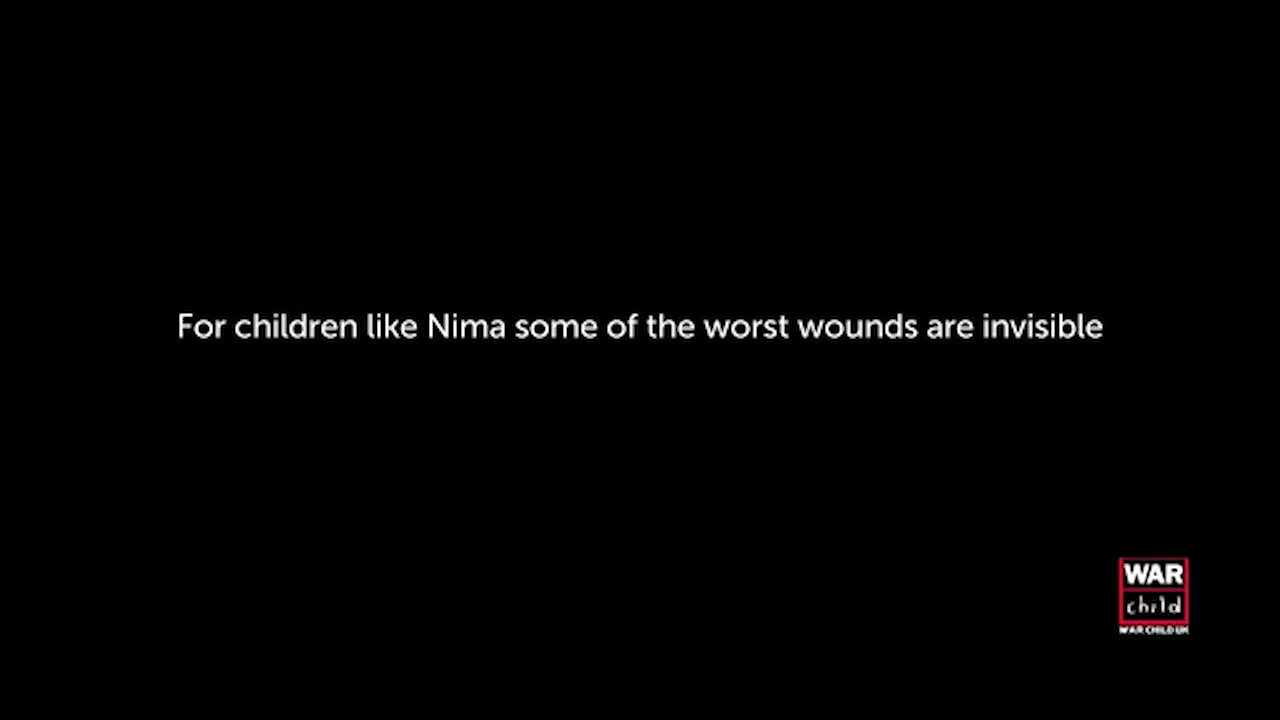 For children like Nima some of the worst wounds are invisible
WAR
child
WAR CHILD UK